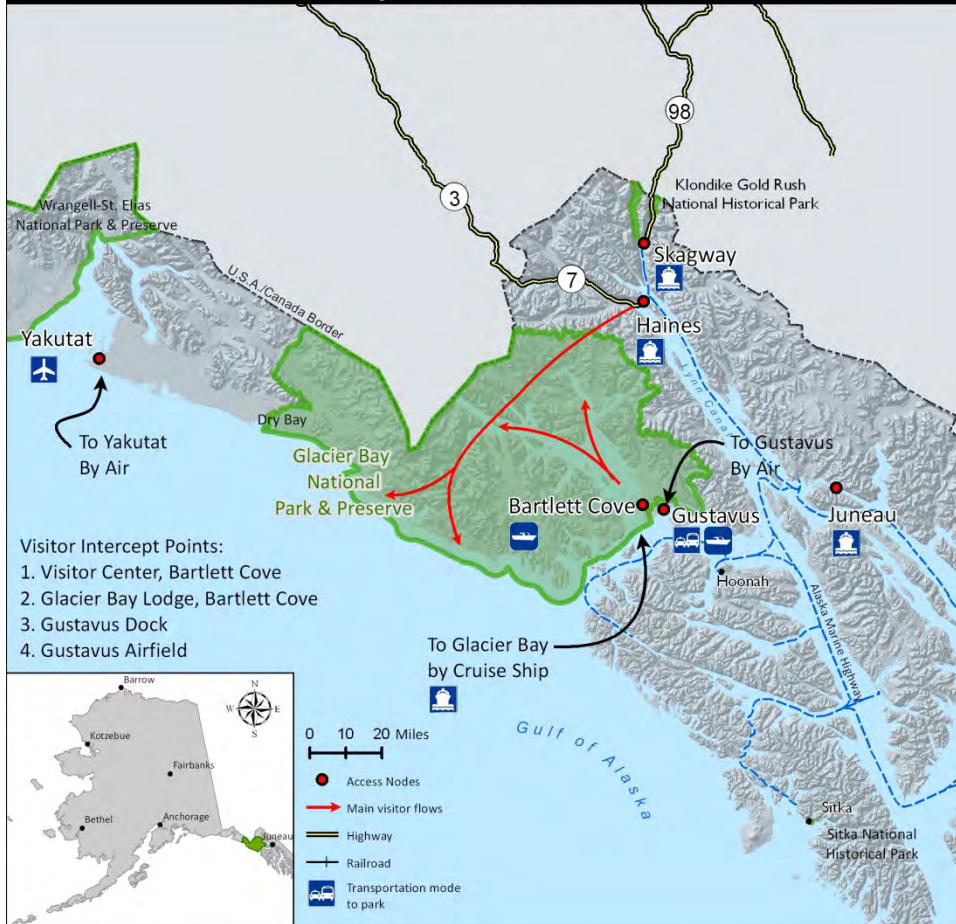 98
Klondike Gold Rush
National Historical Park
3
Wrangell-St. Elias
National Park & Preserve
Skagway
U.S.A./Canada Border
7
Haines
Yakutat
Lynn Canal
Dry Bay
To Yakutat
By Air
Glacier Bay
National
Park & Preserve
To Gustavus
By Air
Bartlett Cove
Gustavus
Juneau
Hoonah
Visitor Intercept Points:
1. Visitor Center, Bartlett Cove
2. Glacier Bay Lodge, Bartlett Cove
3. Gustavus Dock
4. Gustavus Airfield
To Glacier Bay
by Cruise Ship
Alaska Marine Highway
Gulf of Alaska
Sitka
Sitka National
Historical Park
Barrow
Kotzebue
Fairbanks
Bethel
Anchorage
Juneau
N
W
E
S
0 10 20 Miles
Access Nodes
Main visitor flows
Highway
Railroad
Transportation mode
to park